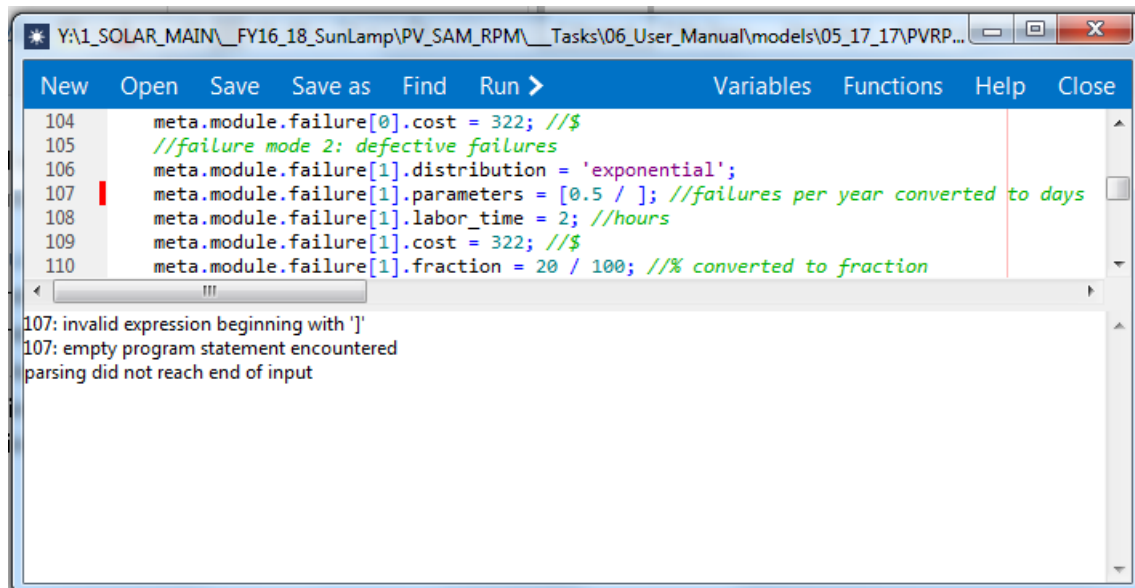 Y:\1_SOLAR_MAIN\__FY16_18_SunLamp\PV_SAM_RPM\___Tasks\06_User_Manual\models\05_17_17\PVRP...
New Open Save Save as Find Run > Variables Functions Help Close
104 meta.module.failure[0].cost = 322; //$
105 //failure mode 2: defective failures
106 meta.module.failure[1].distribution = 'exponential';
107 meta.module.failure[1].parameters = [0.5 / ]; //failures per year converted to days
108 meta.module.failure[1].labor_time = 2; //hours
109 meta.module.failure[1].cost = 322; //$
110 meta.module.failure[1].fraction = 20 / 100; //% converted to fraction
107: invalid expression beginning with ']'
107: empty program statement encountered
parsing did not reach end of input